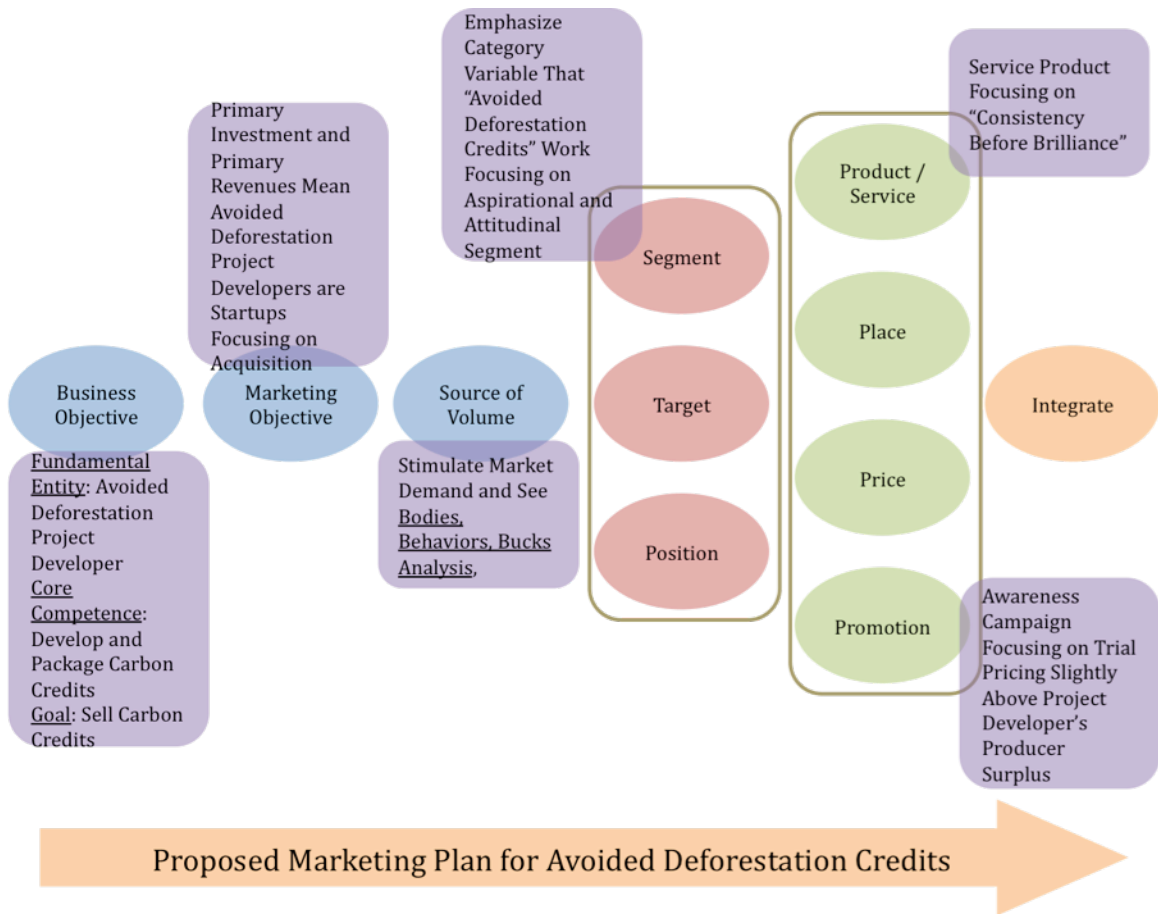 Emphasize
Category
Variable That
“Avoided
Deforestation
Credits” Work
Focusing on
Aspirational and
Attitudinal
Segment
Service Product
Focusing on
“Consistency
Before Brilliance”
Primary
Investment and
Primary
Revenues Mean
Avoided
Deforestation
Project
Developers are
Startups
Focusing on
Acquisition
Product /
Service
Segment
Place
Business
Objective
Marketing
Objective
Source of
Volume
Target
Integrate
Fundamental
Entity: Avoided
Deforestation
Project
Developer
Core
Competence:
Develop and
Package Carbon
Credits
Goal: Sell Carbon
Credits
Stimulate Market
Demand and See
Bodies,
Behaviors, Bucks
Analysis,
Price
Position
Promotion
Awareness
Campaign
Focusing on Trial
Pricing Slightly
Above Project
Developer’s
Producer
Surplus
Proposed Marketing Plan for Avoided Deforestation Credits